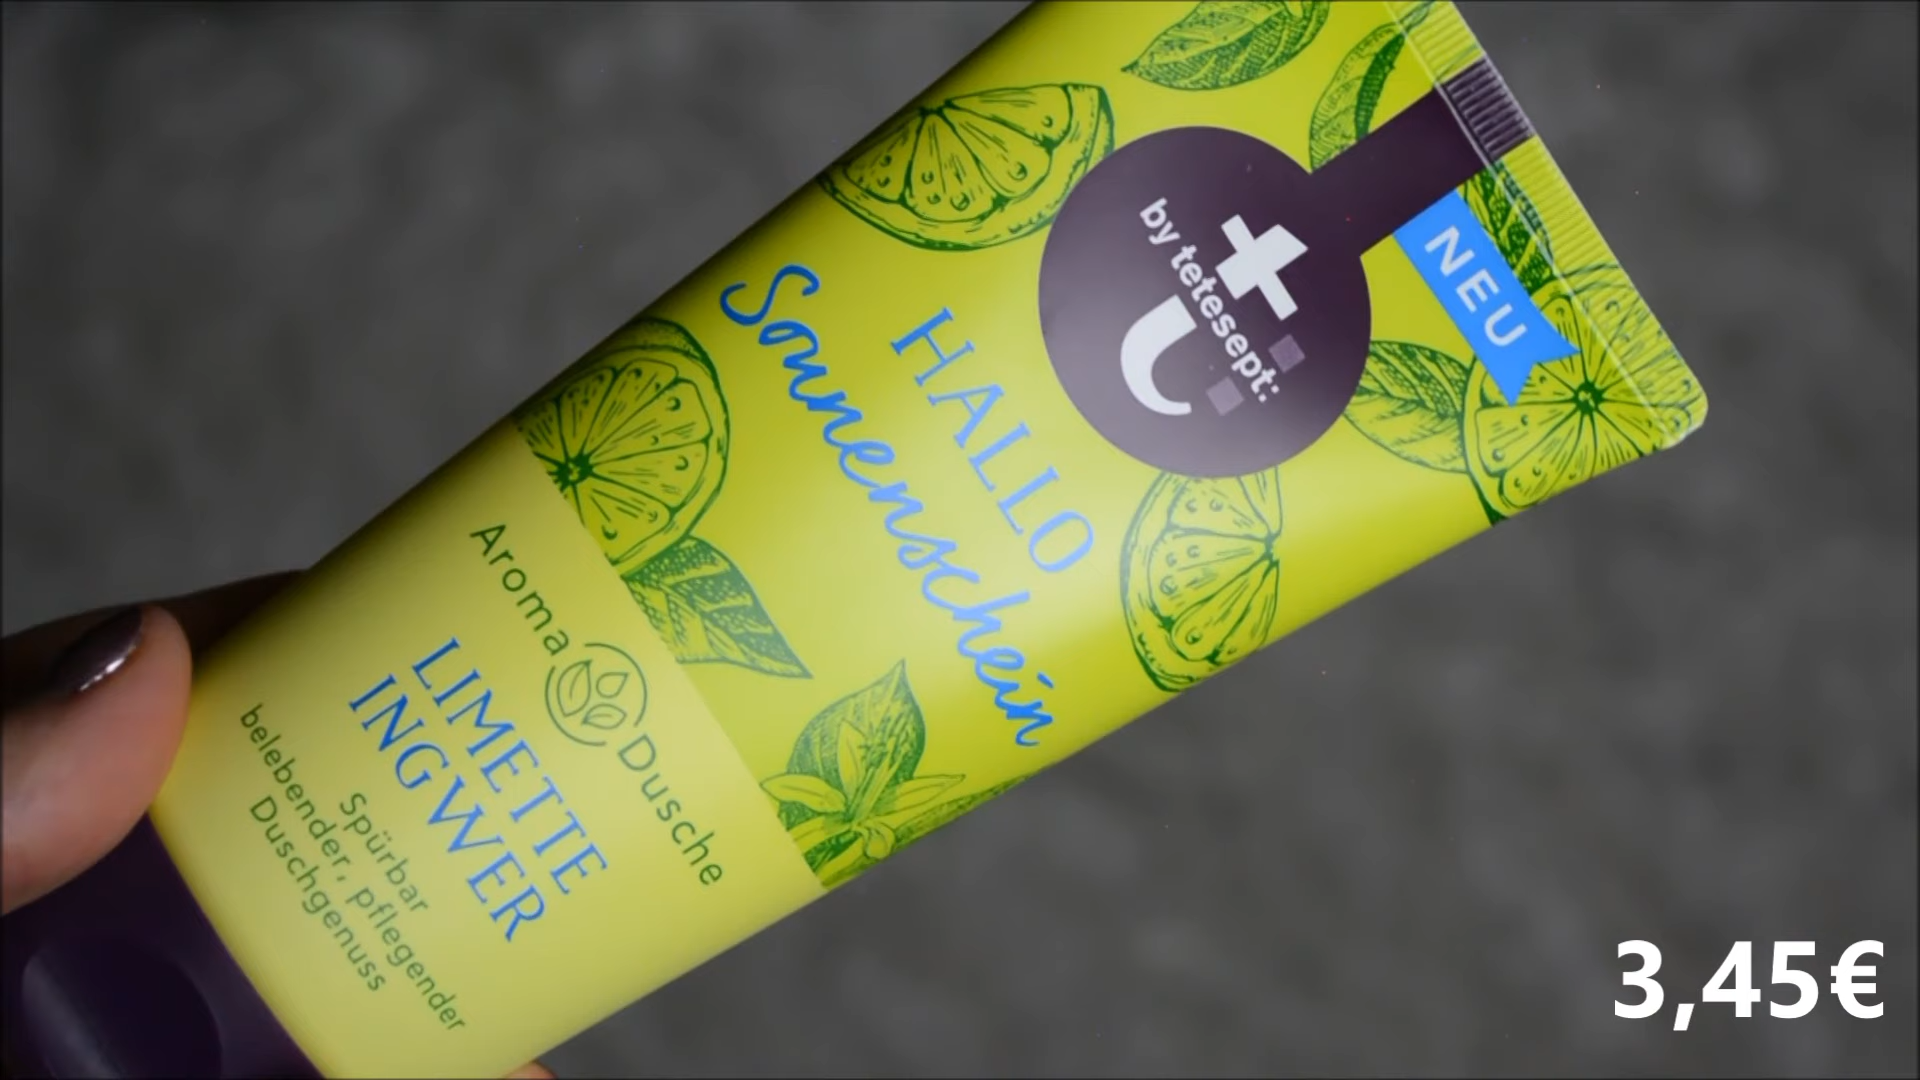 NEU
by tetesept:
HALLO
Sonnenschein
Aroma Dusche
LIMETTE
INGWER
Spürbar
belebender, pflegender
Duschgenuss
3,45€